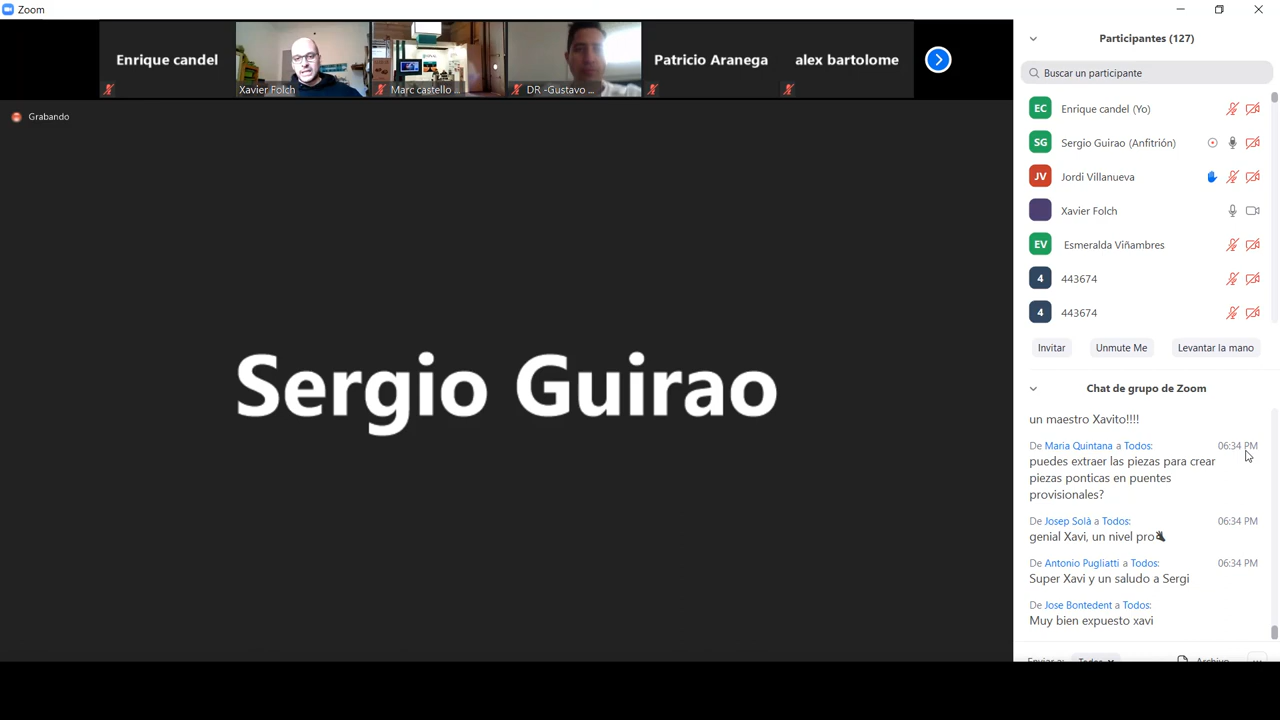 Zoom
Enrique candel
Xavier Folch
Marc castello ...
DR -Gustavo ...
Patricio Aranega
alex bartolome
Grabando
Sergio Guirao
Participantes (127)
Buscar un participante
EC Enrique candel (Yo)
SG Sergio Guirao (Anfitrión)
JV Jordi Villanueva
Xavier Folch
EV Esmeralda Viñambres
4 443674
4 443674
Invitar Unmute Me Levantar la mano
Chat de grupo de Zoom
un maestro Xavito!!!!
De Maria Quintana a Todos: 06:34 PM
puedes extraer las piezas para crear
piezas ponticas en puentes
provisionales?
De Josep Solà a Todos: 06:34 PM
genial Xavi, un nivel pro
De Antonio Pugliatti a Todos: 06:34 PM
Super Xavi y un saludo a Sergi
De Jose Bontedent a Todos:
Muy bien expuesto xavi
Enviar a: Todos Archivo ...